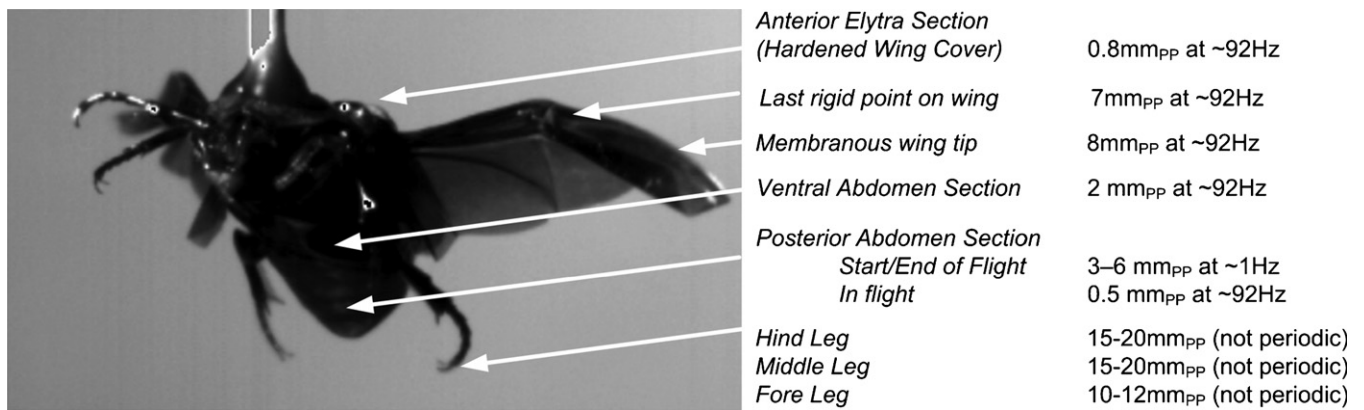 Anterior Elytra Section
(Hardened Wing Cover) 0.8mmPP at ~92Hz
Last rigid point on wing 7mmPP at ~92Hz
Membranous wing tip 8mmPP at ~92Hz
Ventral Abdomen Section 2 mmPP at ~92Hz
Posterior Abdomen Section
Start/End of Flight 3–6 mmPP at ~1Hz
In flight 0.5 mmPP at ~92Hz
Hind Leg 15-20mmPP (not periodic)
Middle Leg 15-20mmPP (not periodic)
Fore Leg 10-12mmPP (not periodic)